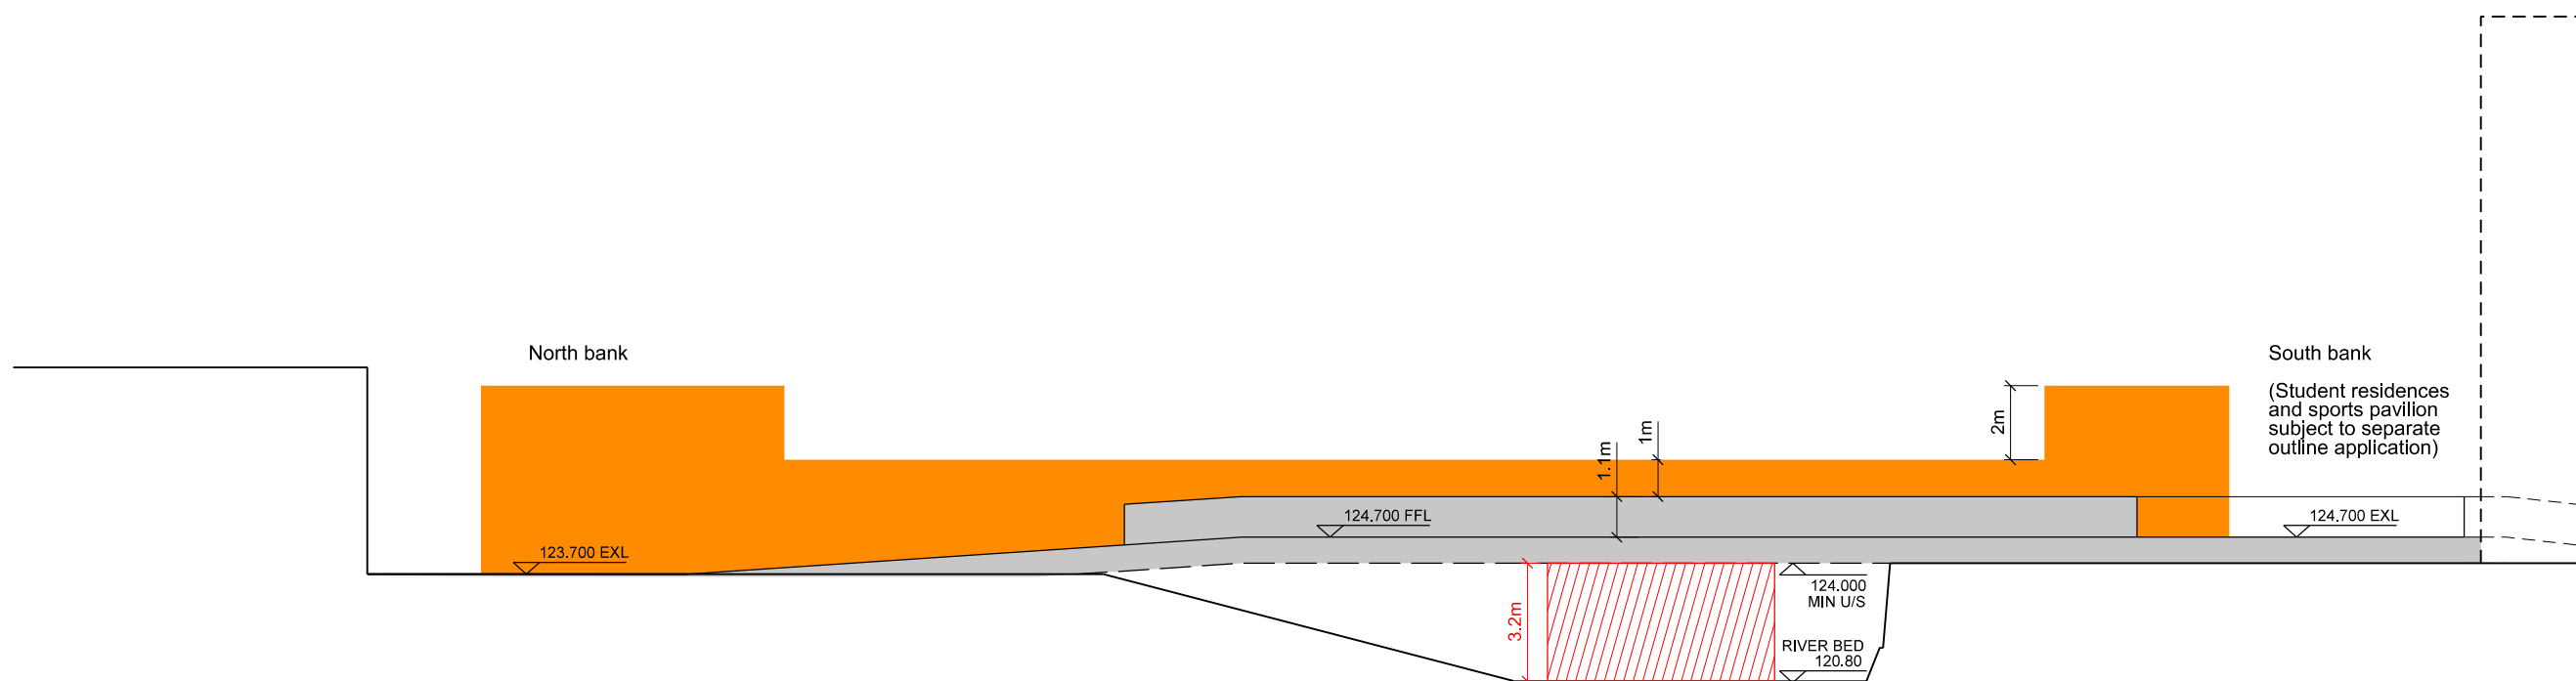 North bank
South bank
(Student residences
and sports pavilion
subject to separate
outline application)
2m
1m
1.1m
124.700 FFL
124.700 EXL
123.700 EXL
124.000
MIN U/S
3.2m
RIVER BED
120.80